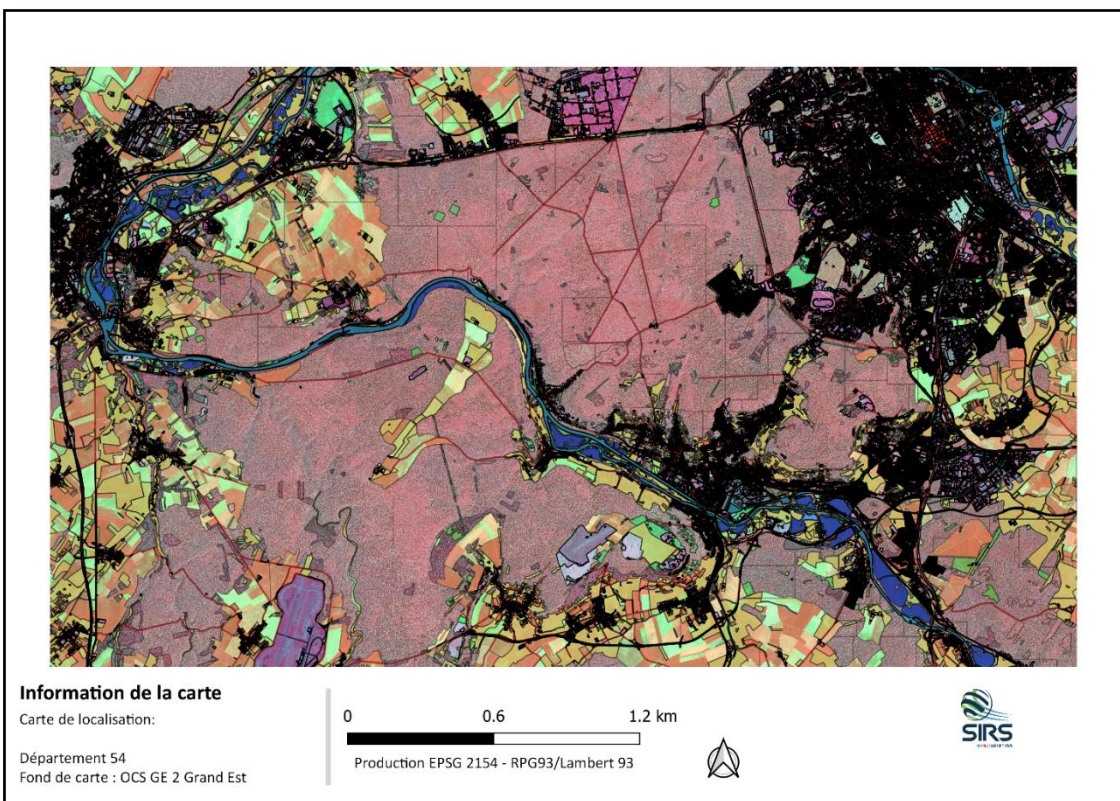 Information de la carte
Carte de localisation:
Département 54
Fond de carte : OCS GE 2 Grand Est
0 0.6 1.2 km
Production EPSG 2154 - RPG93/Lambert 93
SIRS